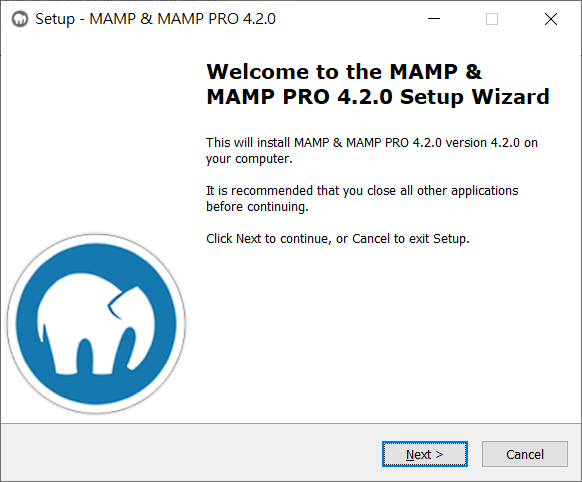 Setup - MAMP & MAMP PRO 4.2.0
Welcome to the MAMP &
MAMP PRO 4.2.0 Setup Wizard
This will install MAMP & MAMP PRO 4.2.0 version 4.2.0 on
your computer.
It is recommended that you close all other applications
before continuing.
Click Next to continue, or Cancel to exit Setup.
Next >
Cancel